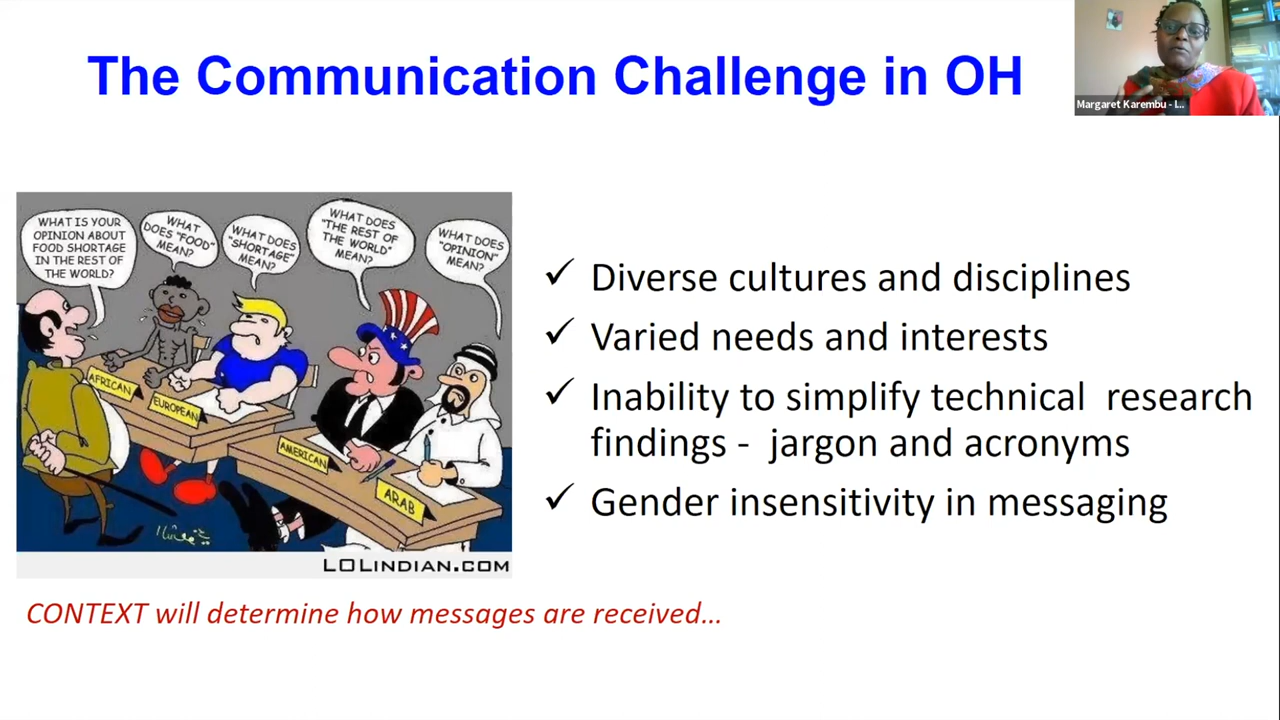 The Communication Challenge in OH
Margaret Karembu - I...
WHAT IS YOUR
OPINION ABOUT
FOOD SHORTAGE
IN THE REST OF
THE WORLD?
WHAT
DOES "FOOD"
MEAN?
WHAT DOES
"SHORTAGE"
MEAN?
WHAT DOES
"THE REST OF
THE WORLD"
MEAN?
WHAT DOES
"OPINION"
MEAN?
AFRICAN
EUROPEAN
AMERICAN
ARAB
LOLINDIAN.COM
✓ Diverse cultures and disciplines
✓ Varied needs and interests
✓ Inability to simplify technical research
findings - jargon and acronyms
✓ Gender insensitivity in messaging
CONTEXT will determine how messages are received...